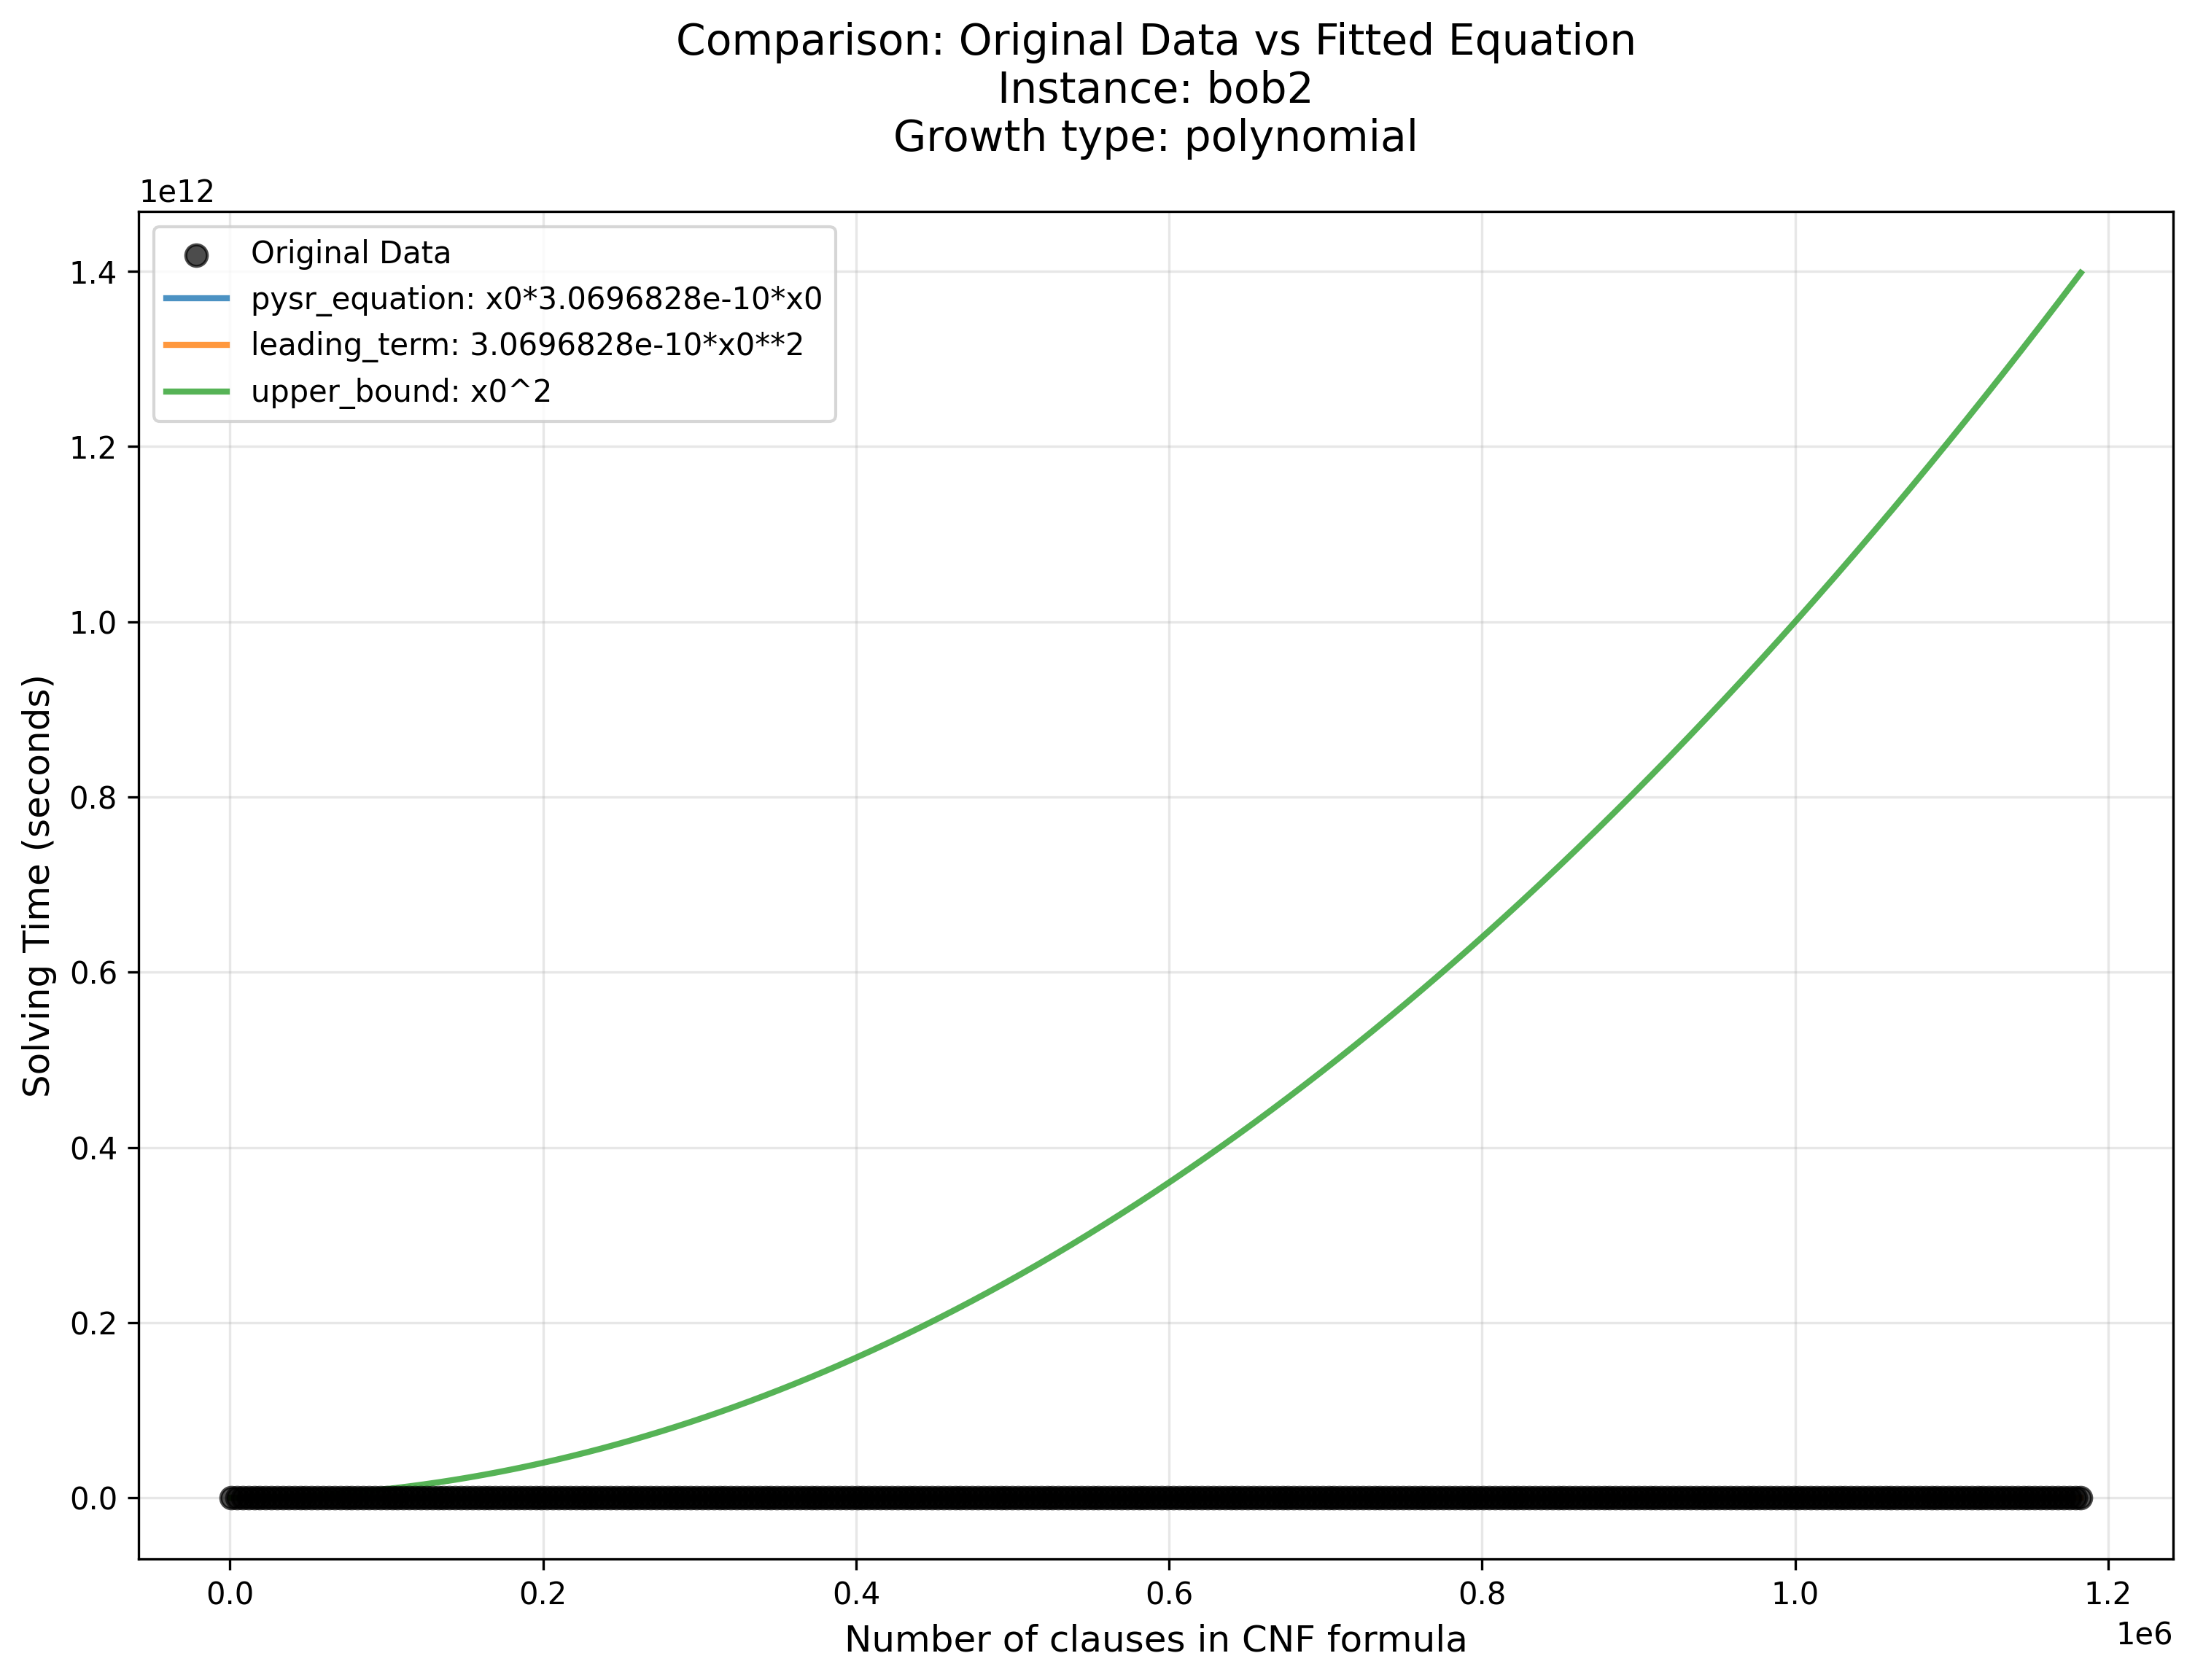 Comparison: Original Data vs Fitted Equation
Instance: bob2
Growth type: polynomial
1e12
Original Data
pysr_equation: x0*3.0696828e-10*x0
leading_term: 3.0696828e-10*x0**2
upper_bound: x0^2
1.4
1.2
1.0
0.8
0.6
0.4
0.2
0.0
Solving Time (seconds)
0.0 0.2 0.4 0.6 0.8 1.0 1.2
1e6
Number of clauses in CNF formula